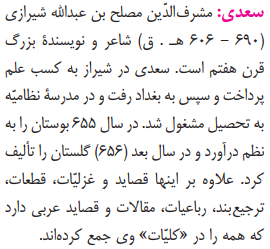 سعدی: مشرف‌الدّین مصلح بن عبدالله شیرازی
(۶۹۰ - ۶۰۶ هـ . ق) شاعر و نویسندهٔ بزرگ
قرن هفتم است. سعدی در شیراز به کسب علم
پرداخت و سپس به بغداد رفت و در مدرسهٔ نظامیّه
به تحصیل مشغول شد. در سال ۶۵۵ بوستان را به
نظم درآورد و در سال بعد (۶۵۶) گلستان را تألیف
کرد. علاوه بر اینها قصاید و غزلیّات، قطعات،
ترجیع‌بند، رباعیات، مقالات و قصاید عربی دارد
که همه را در «کلیّات» وی جمع کرده‌اند.